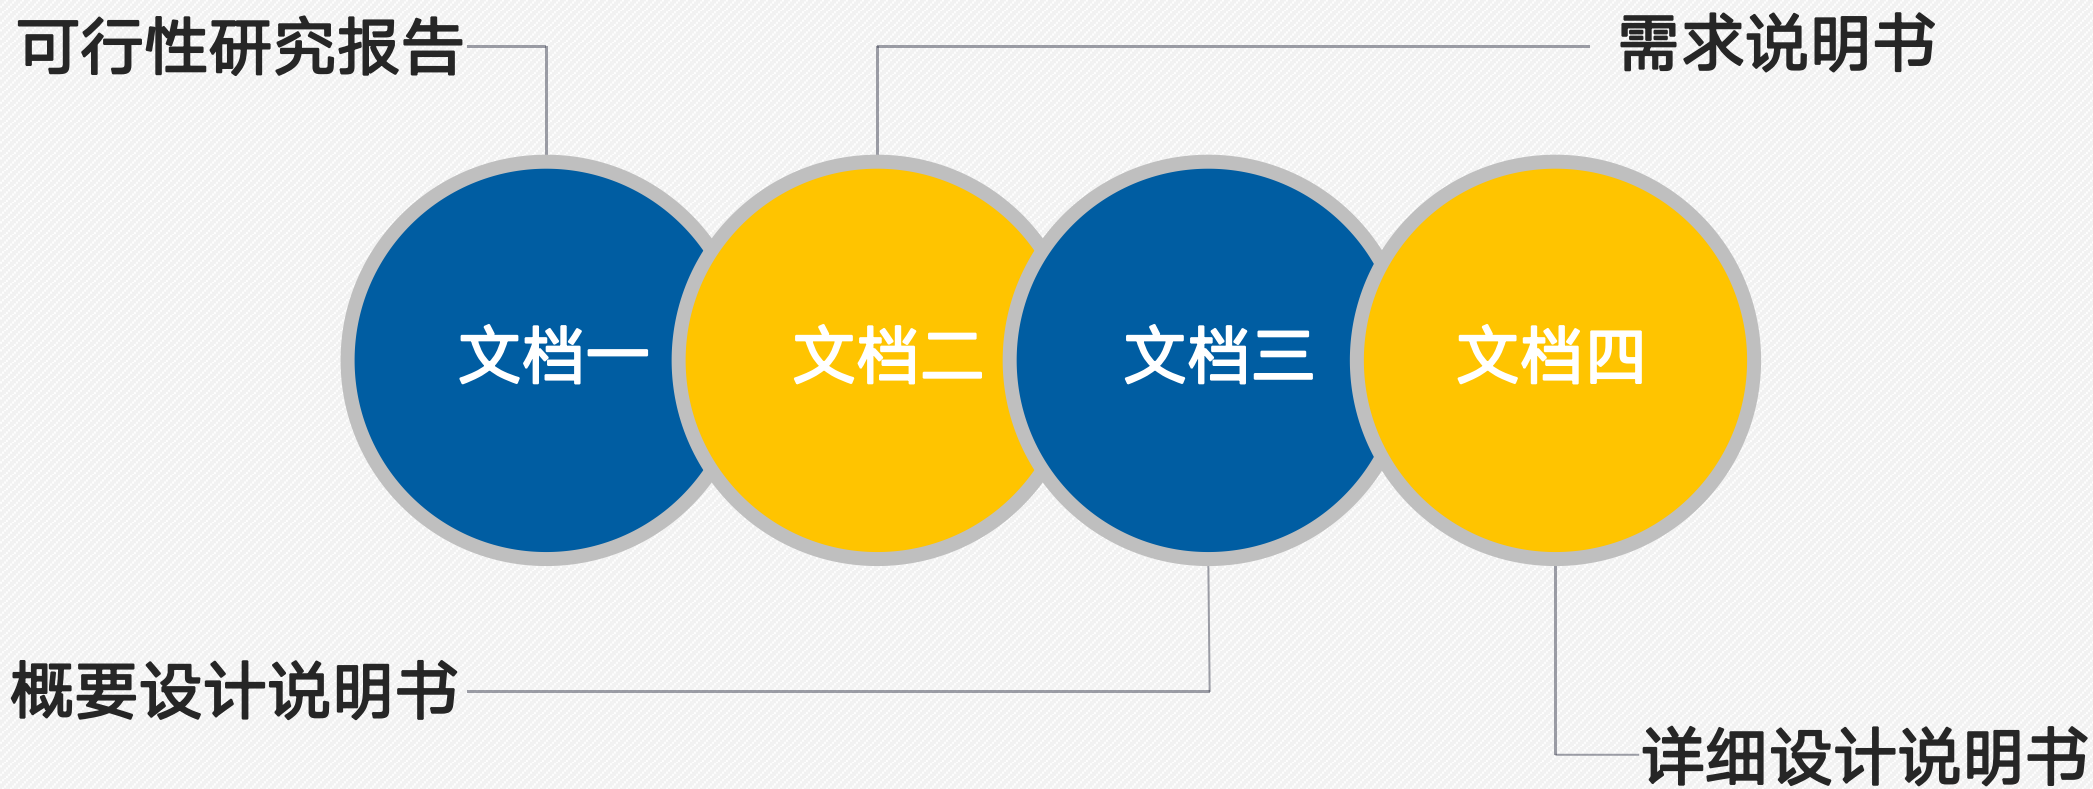 可行性研究报告
需求说明书
文档一
文档二
文档三
文档四
概要设计说明书
详细设计说明书